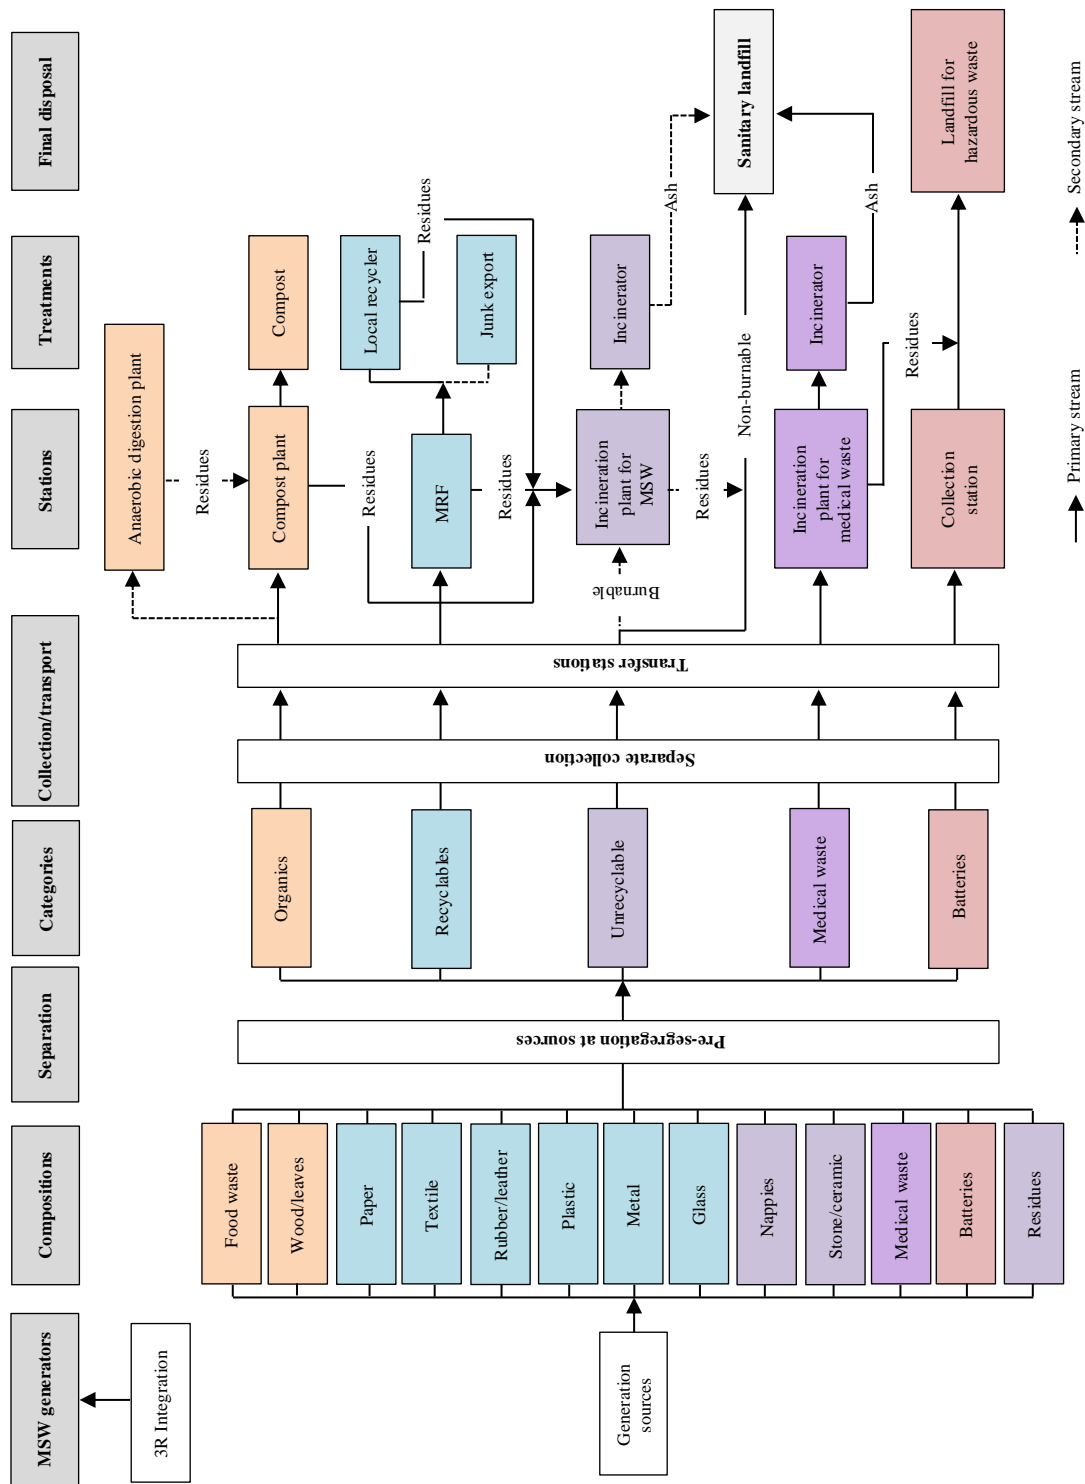 MSW generators
Compositions
Separation
Categories
Collection/transport
Stations
Treatments
Final disposal
3R Integration
Generation
sources
Food waste
Wood/leaves
Paper
Textile
Rubber/leather
Plastic
Metal
Glass
Nappies
Stone/ceramic
Medical waste
Batteries
Residues
Pre-segregation at sources
Organics
Recyclables
Unrecyclable
Medical waste
Batteries
Separate collection
Transfer stations
Anaerobic digestion plant
Residues
Compost plant
Compost
Residues
MRF
Local recycler
Residues
Junk export
Residues
Burnable
Incineration
plant for
MSW
Incinerator
Ash
Residues
Non-burnable
Sanitary landfill
Incineration
plant for
medical waste
Incinerator
Ash
Residues
Collection
station
Landfill for
hazardous waste
Primary stream
Secondary stream